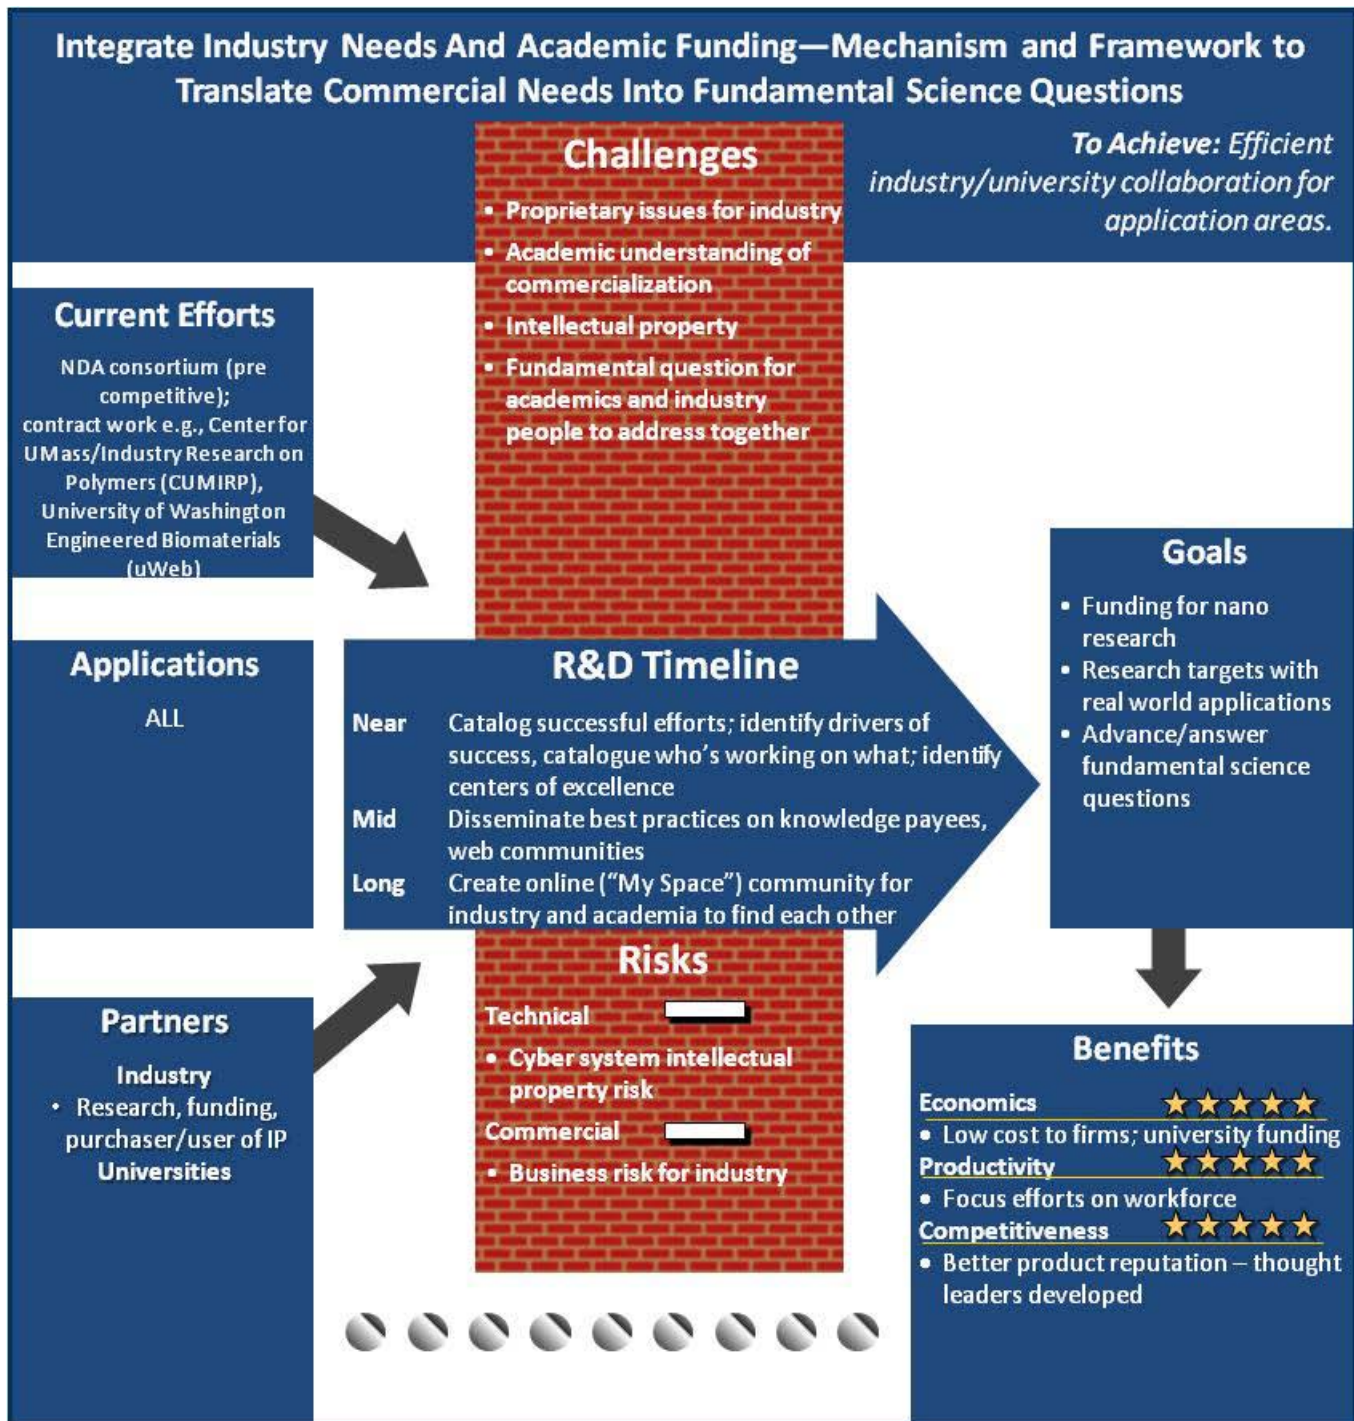 Integrate Industry Needs And Academic Funding—Mechanism and Framework to
Translate Commercial Needs Into Fundamental Science Questions
To Achieve: Efficient
industry/university collaboration for
application areas.
Challenges
• Proprietary issues for industry
• Academic understanding of
commercialization
• Intellectual property
• Fundamental question for
academics and industry
people to address together
Current Efforts
NDA consortium (pre
competitive);
contract work e.g., Center for
UMass/Industry Research on
Polymers (CUMIRP),
University of Washington
Engineered Biomaterials
(uWeb)
Applications
ALL
R&D Timeline
Near Catalog successful efforts; identify drivers of
success, catalogue who's working on what; identify
centers of excellence
Mid Disseminate best practices on knowledge payees,
web communities
Long Create online ("My Space") community for
industry and academia to find each other
Goals
• Funding for nano
research
• Research targets with
real world applications
• Advance/answer
fundamental science
questions
Partners
Industry
• Research, funding,
purchaser/user of IP
Universities
Risks
Technical
• Cyber system intellectual
property risk
Commercial
• Business risk for industry
Benefits
Economics
• Low cost to firms; university funding
Productivity
• Focus efforts on workforce
Competitiveness
• Better product reputation – thought
leaders developed